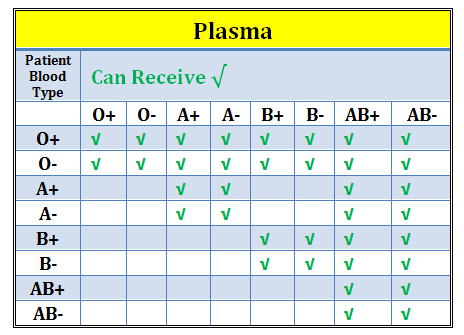 Plasma
Patient
Blood
Type
Can Receive √
O+ O- A+ A- B+ B- AB+ AB-
O+ √ √ √ √ √ √ √ √
O- √ √ √ √ √ √ √ √
A+ √ √ √ √
A- √ √ √ √
B+ √ √ √ √
B- √ √ √ √
AB+ √ √
AB- √ √